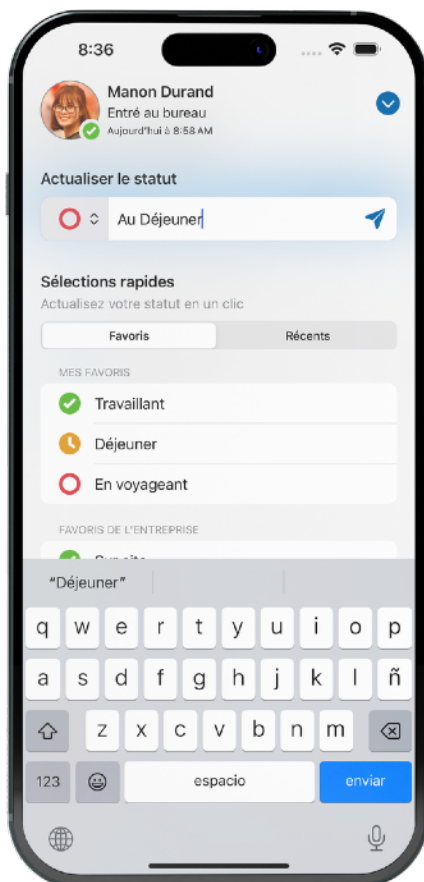 8:36
Manon Durand
Entré au bureau
Aujourd'hui à 8:58 AM
Actualiser le statut
Au Déjeuner
Sélections rapides
Actualisez votre statut en un clic
Favoris Récents
MES FAVORIS
Travaillant
Déjeuner
En voyageant
FAVORIS DE L'ENTREPRISE
"Déjeuner"
q w e r t y u i o p
a s d f g h j k l ñ
z x c v b n m
123 espacio enviar